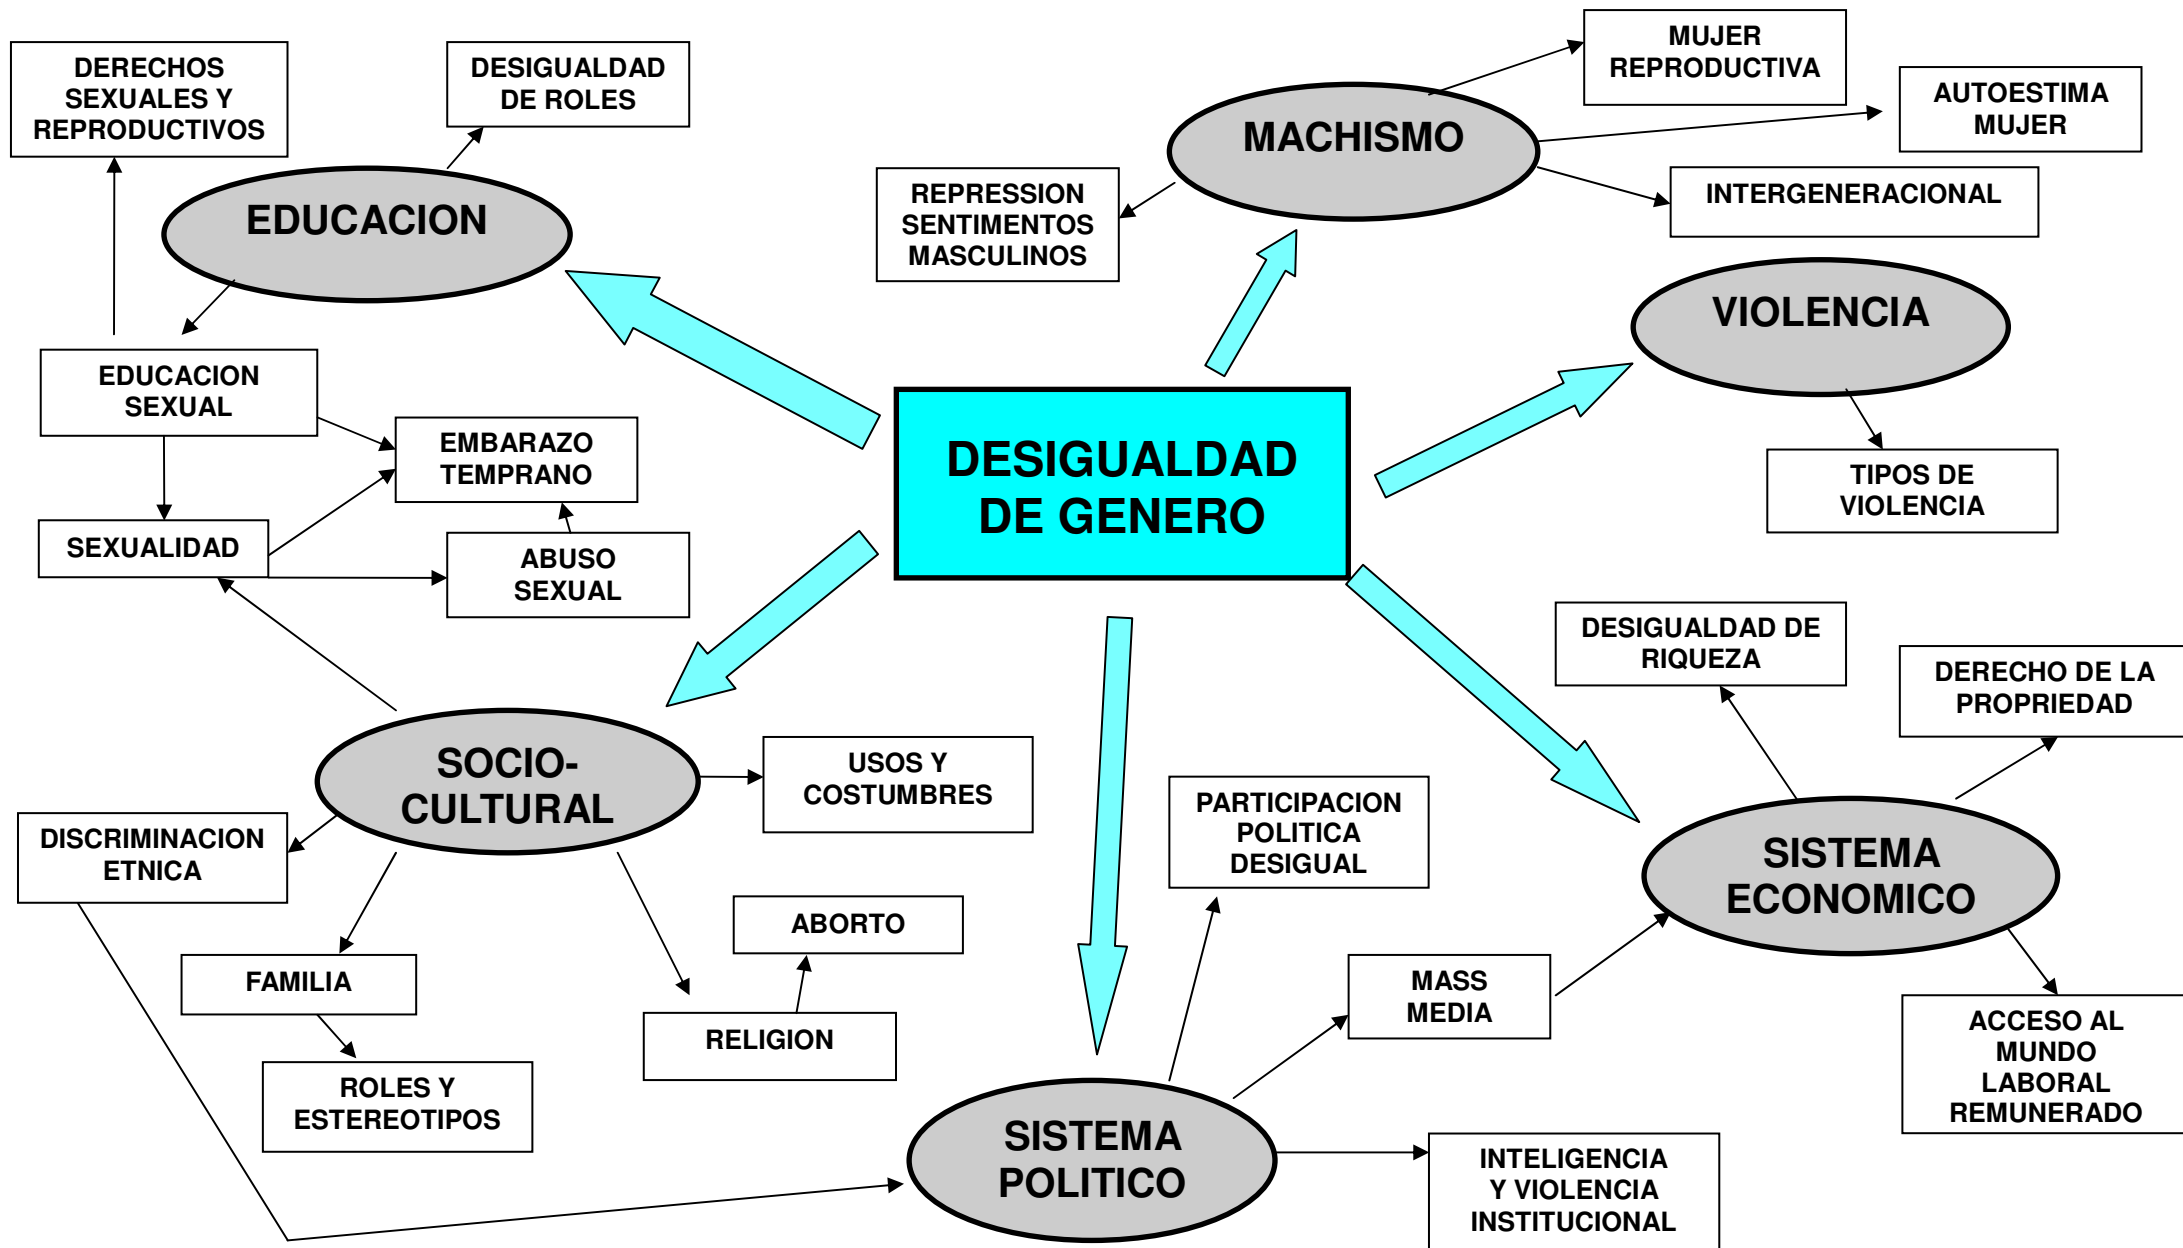 DERECHOS
SEXUALES Y
REPRODUCTIVOS
DESIGUALDAD
DE ROLES
MUJER
REPRODUCTIVA
AUTOESTIMA
MUJER
MACHISMO
REPRESSION
SENTIMENTOS
MASCULINOS
INTERGENERACIONAL
EDUCACION
VIOLENCIA
EDUCACION
SEXUAL
EMBARAZO
TEMPRANO
DESIGUALDAD
DE GENERO
TIPOS DE
VIOLENCIA
SEXUALIDAD
ABUSO
SEXUAL
DESIGUALDAD DE
RIQUEZA
DERECHO DE LA
PROPRIEDAD
SOCIO-
CULTURAL
USOS Y
COSTUMBRES
PARTICIPACION
POLITICA
DESIGUAL
DISCRIMINACION
ETNICA
SISTEMA
ECONOMICO
ABORTO
FAMILIA
MASS
MEDIA
RELIGION
ACCESO AL
MUNDO
LABORAL
REMUNERADO
ROLES Y
ESTEREOTIPOS
SISTEMA
POLITICO
INTELIGENCIA
Y VIOLENCIA
INSTITUCIONAL